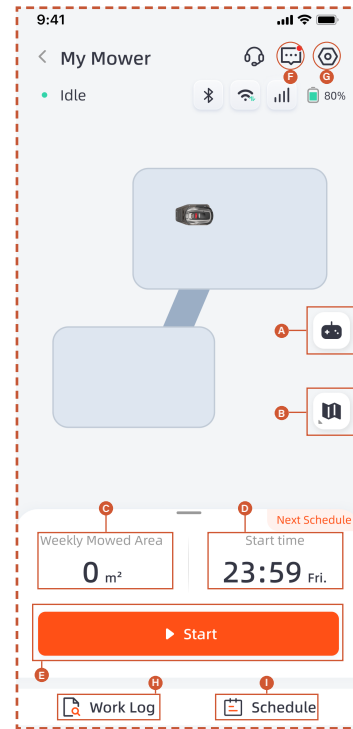 9:41
My Mower
F
G
Idle
80%
A
B
C
D
Next Schedule
Weekly Mowed Area
Start time
0 m²
23:59 Fri.
Start
E
H
I
Work Log
Schedule